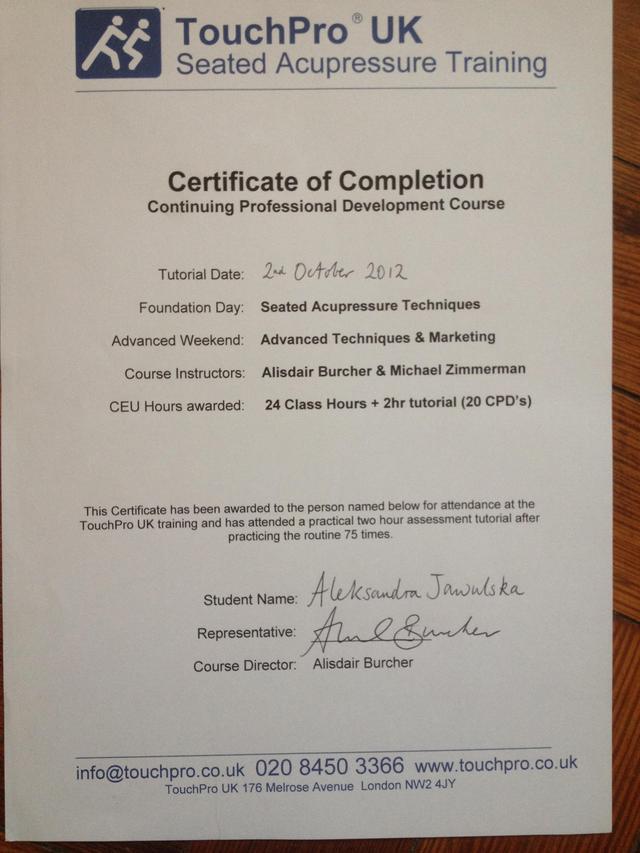 TouchPro® UK
Seated Acupressure Training
Certificate of Completion
Continuing Professional Development Course
Tutorial Date: 2nd October 2012
Foundation Day: Seated Acupressure Techniques
Advanced Weekend: Advanced Techniques & Marketing
Course Instructors: Alisdair Burcher & Michael Zimmerman
CEU Hours awarded: 24 Class Hours + 2hr tutorial (20 CPD's)
This Certificate has been awarded to the person named below for attendance at the
TouchPro UK training and has attended a practical two hour assessment tutorial after
practicing the routine 75 times.
Student Name: Aleksandra Jawulska
Representative: Burcher
Course Director: Alisdair Burcher
info@touchpro.co.uk 020 8450 3366 www.touchpro.co.uk
TouchPro UK 176 Melrose Avenue London NW2 4JY